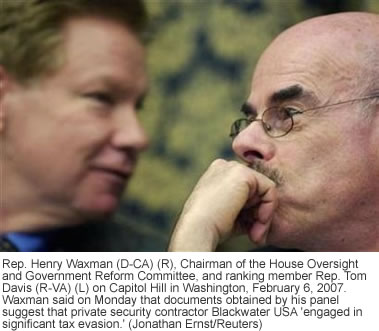 Rep. Henry Waxman (D-CA) (R), Chairman of the House Oversight
and Government Reform Committee, and ranking member Rep. Tom
Davis (R-VA) (L) on Capitol Hill in Washington, February 6, 2007.
Waxman said on Monday that documents obtained by his panel
suggest that private security contractor Blackwater USA 'engaged in
significant tax evasion.' (Jonathan Ernst/Reuters)